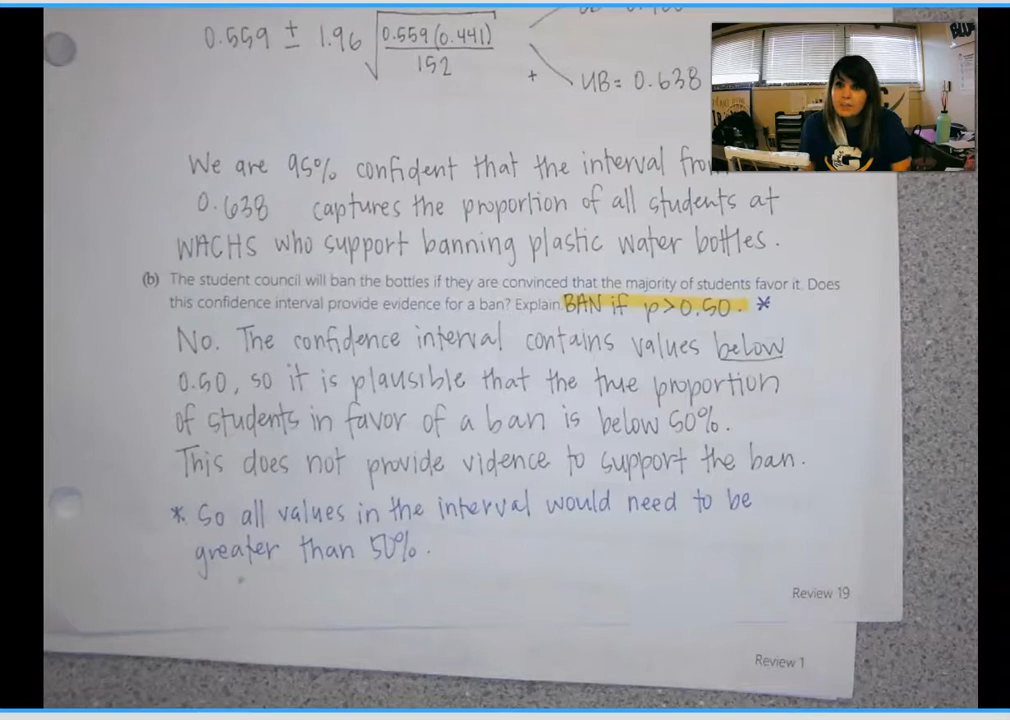 0.559 ± 1.96 √0.559(0.441)
152
+ UB= 0.638
We are 95% confident that the interval
0.638 captures the proportion of all students at
WACHS who support banning plastic water bottles.
(b) The student council will ban the bottles if they are convinced that the majority of students favor it. Does
this confidence interval provide evidence for a ban? Explain. BAN if p>0.50. *
No. The confidence interval contains values below
0.50, so it is plausible that the true proportion
of students in favor of a ban is below 50%.
This does not provide vidence to support the ban.
* So all values in the interval would need to be
greater than 50%.
Review 19
Review 1